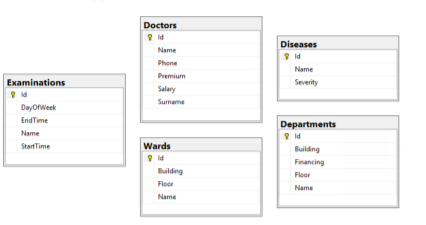 Examinations
Id
DayOfWeek
EndTime
Name
StartTime
Doctors
Id
Name
Phone
Premium
Salary
Surname
Wards
Id
Building
Floor
Name
Diseases
Id
Name
Severity
Departments
Id
Building
Financing
Floor
Name